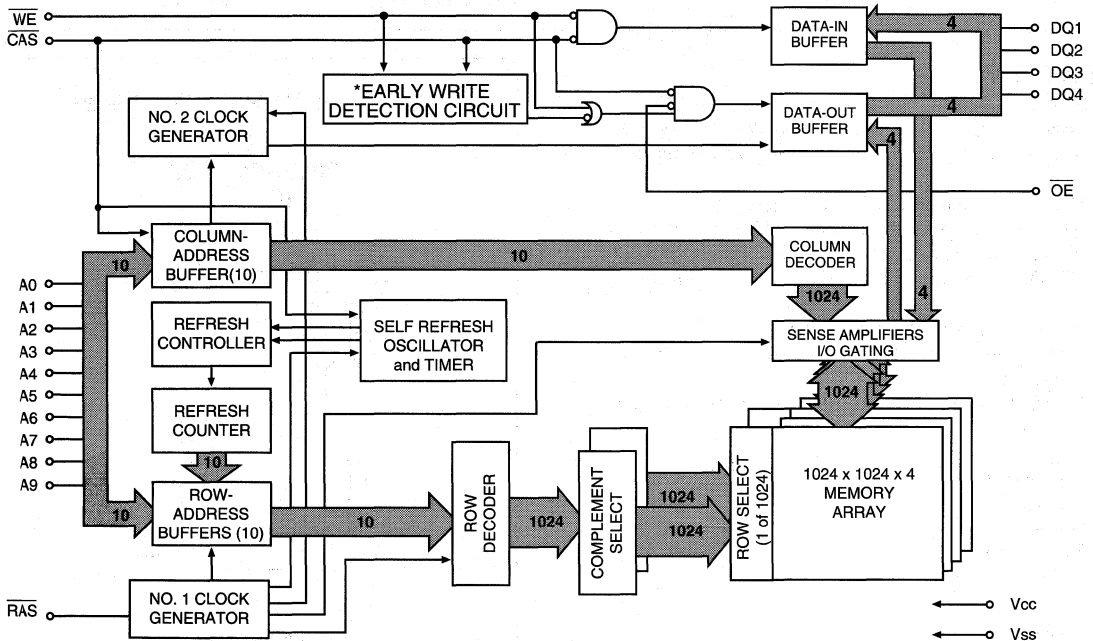 WE
CAS
DATA-IN
BUFFER
4
DQ1
DQ2
DQ3
DQ4
*EARLY WRITE
DETECTION CIRCUIT
NO. 2 CLOCK
GENERATOR
DATA-OUT
BUFFER
4
4
OE
COLUMN-
ADDRESS
BUFFER(10)
10
10
COLUMN
DECODER
1024
4
A0
A1
A2
A3
A4
A5
A6
A7
A8
A9
REFRESH
CONTROLLER
SELF REFRESH
OSCILLATOR
and TIMER
SENSE AMPLIFIERS
I/O GATING
1024
REFRESH
COUNTER
10
ROW-
ADDRESS
BUFFERS (10)
10
10
ROW
DECODER
1024
COMPLEMENT
SELECT
1024
1024
ROW SELECT
(1 of 1024)
1024 x 1024 x 4
MEMORY
ARRAY
RAS
NO. 1 CLOCK
GENERATOR
Vcc
Vss